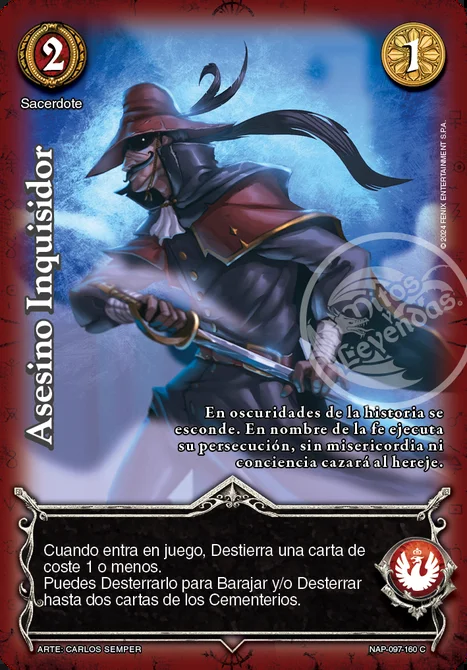 2
1
Sacerdote
Asesino Inquisidor
© 2024 FENIX ENTERTAINMENT S.P.A.
Mitos
y
Leyendas.
En oscuridades de la historia se
esconde. En nombre de la fe ejecuta
su persecución, sin misericordia ni
conciencia cazará al hereje.
Cuando entra en juego, Destierra una carta de
coste 1 o menos.
Puedes Desterrarlo para Barajar y/o Desterrar
hasta dos cartas de los Cementerios.
ARTE: CARLOS SEMPER
NAP-097-160 C